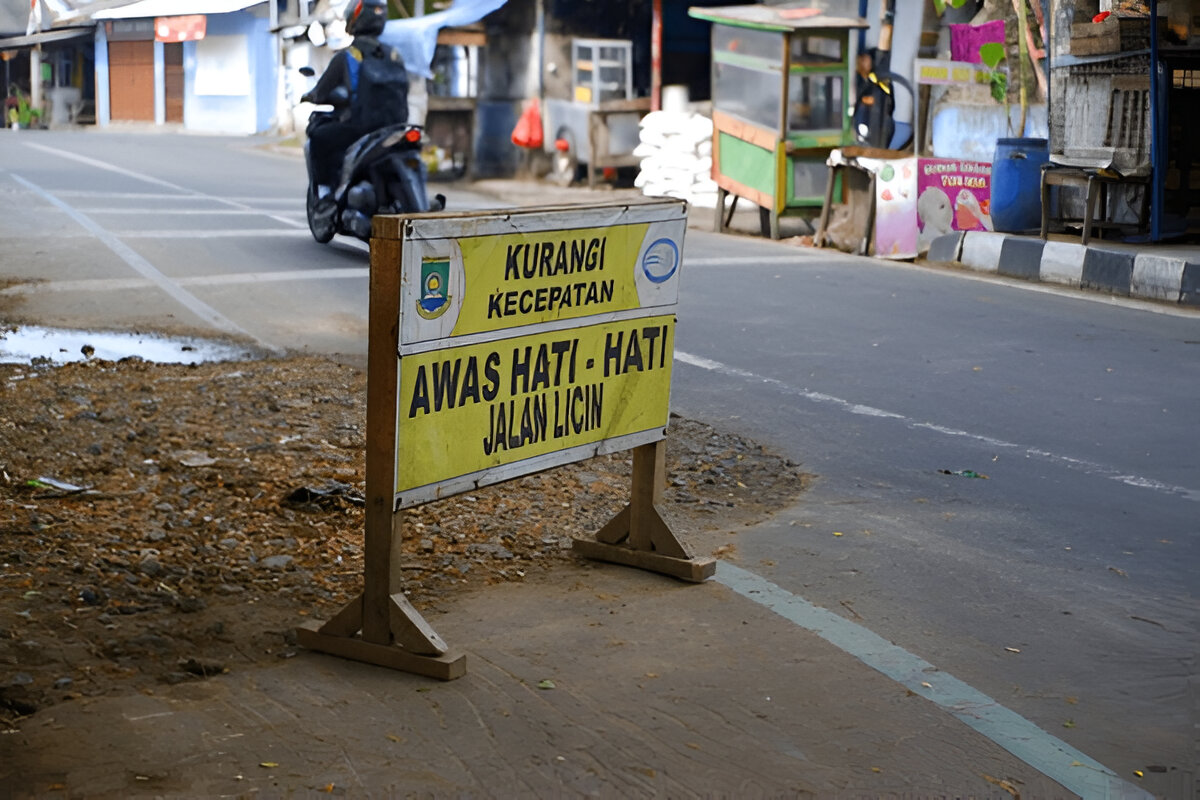 KURANGI
KECEPATAN
AWAS HATI - HATI
JALAN LICIN